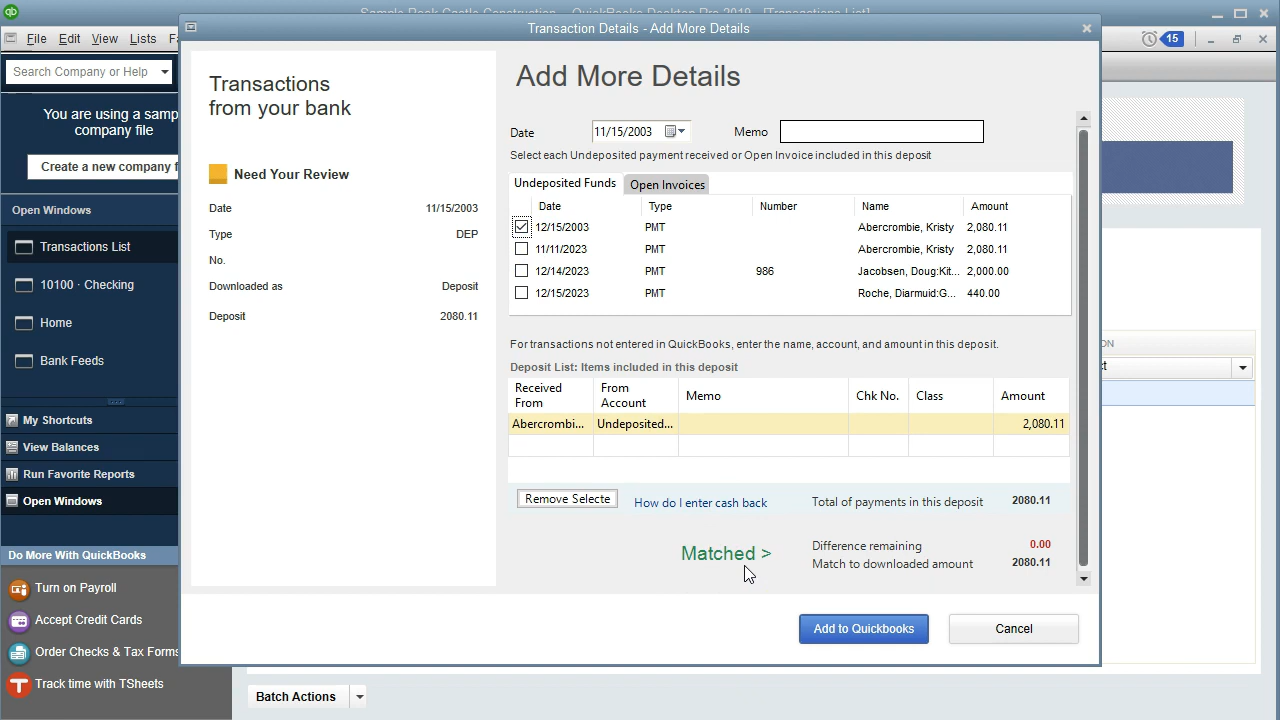 Sample Rock Castle Construction - QuickBooks Desktop Pro 2019 - [Transactions List]
Transaction Details - Add More Details
File Edit View Lists
15
Search Company or Help
You are using a samp
company file
Create a new company f
Open Windows
Transactions List
10100 · Checking
Home
Bank Feeds
My Shortcuts
View Balances
Run Favorite Reports
Open Windows
Do More With QuickBooks
Turn on Payroll
Accept Credit Cards
Order Checks & Tax Forms
Track time with TSheets
Transactions
from your bank
Need Your Review
Date 11/15/2003
Type DEP
No.
Downloaded as Deposit
Deposit 2080.11
Add More Details
Date 11/15/2003 Memo
Select each Undeposited payment received or Open Invoice included in this deposit
Undeposited Funds Open Invoices
Date Type Number Name Amount
12/15/2003 PMT Abercrombie, Kristy 2,080.11
11/11/2023 PMT Abercrombie, Kristy 2,080.11
12/14/2023 PMT 986 Jacobsen, Doug:Kit... 2,000.00
12/15/2023 PMT Roche, Diarmuid:G... 440.00
For transactions not entered in QuickBooks, enter the name, account, and amount in this deposit.
Deposit List: Items included in this deposit
Received From From Account Memo Chk No. Class Amount
Abercrombi... Undeposited... 2,080.11
Remove Selecte How do I enter cash back Total of payments in this deposit 2080.11
Matched > Difference remaining 0.00
Match to downloaded amount 2080.11
Add to Quickbooks Cancel
ON
ct
Batch Actions